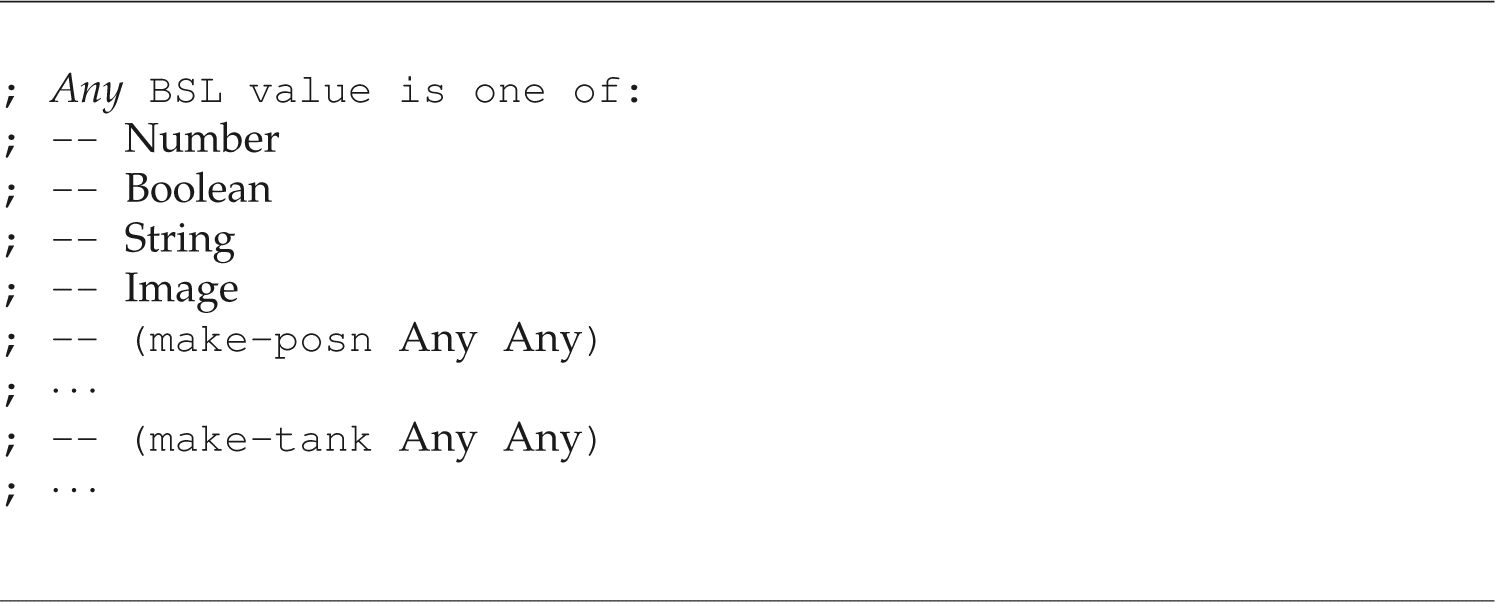 ; Any BSL value is one of:
; -- Number
; -- Boolean
; -- String
; -- Image
; -- (make-posn Any Any)
; ...
; -- (make-tank Any Any)
; ...